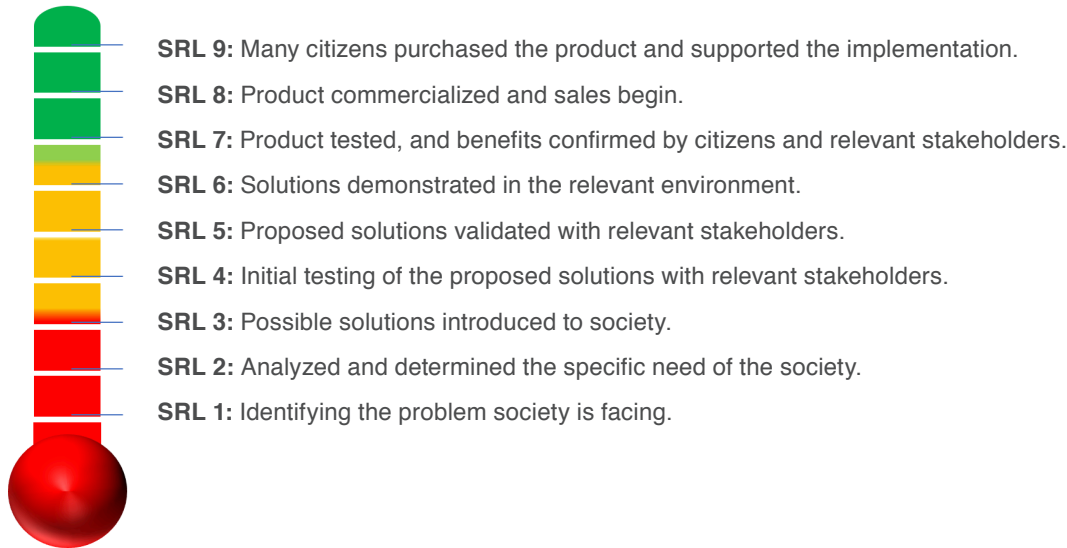 SRL 9: Many citizens purchased the product and supported the implementation.
SRL 8: Product commercialized and sales begin.
SRL 7: Product tested, and benefits confirmed by citizens and relevant stakeholders.
SRL 6: Solutions demonstrated in the relevant environment.
SRL 5: Proposed solutions validated with relevant stakeholders.
SRL 4: Initial testing of the proposed solutions with relevant stakeholders.
SRL 3: Possible solutions introduced to society.
SRL 2: Analyzed and determined the specific need of the society.
SRL 1: Identifying the problem society is facing.